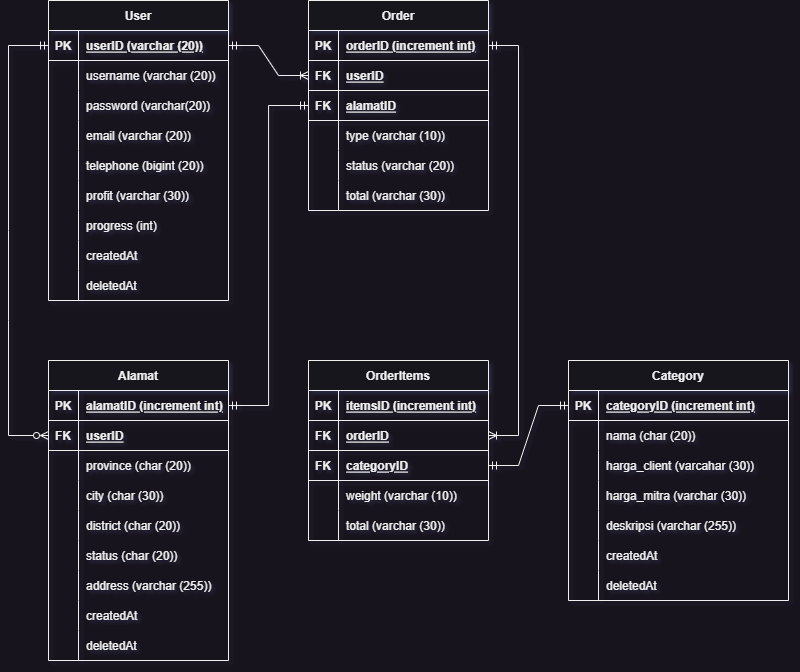 User
PK userID (varchar (20))
username (varchar (20))
password (varchar(20))
email (varchar (20))
telephone (bigint (20))
profit (varchar (30))
progress (int)
createdAt
deletedAt
Order
PK orderID (increment int)
FK userID
FK alamatID
type (varchar (10))
status (varchar (20))
total (varchar (30))
Alamat
PK alamatID (increment int)
FK userID
province (char (20))
city (char (30))
district (char (20))
status (char (20))
address (varchar (255))
createdAt
deletedAt
OrderItems
PK itemsID (increment int)
FK orderID
FK categoryID
weight (varchar (10))
total (varchar (30))
Category
PK categoryID (increment int)
nama (char (20))
harga_client (varcahar (30))
harga_mitra (varchar (30))
deskripsi (varchar (255))
createdAt
deletedAt